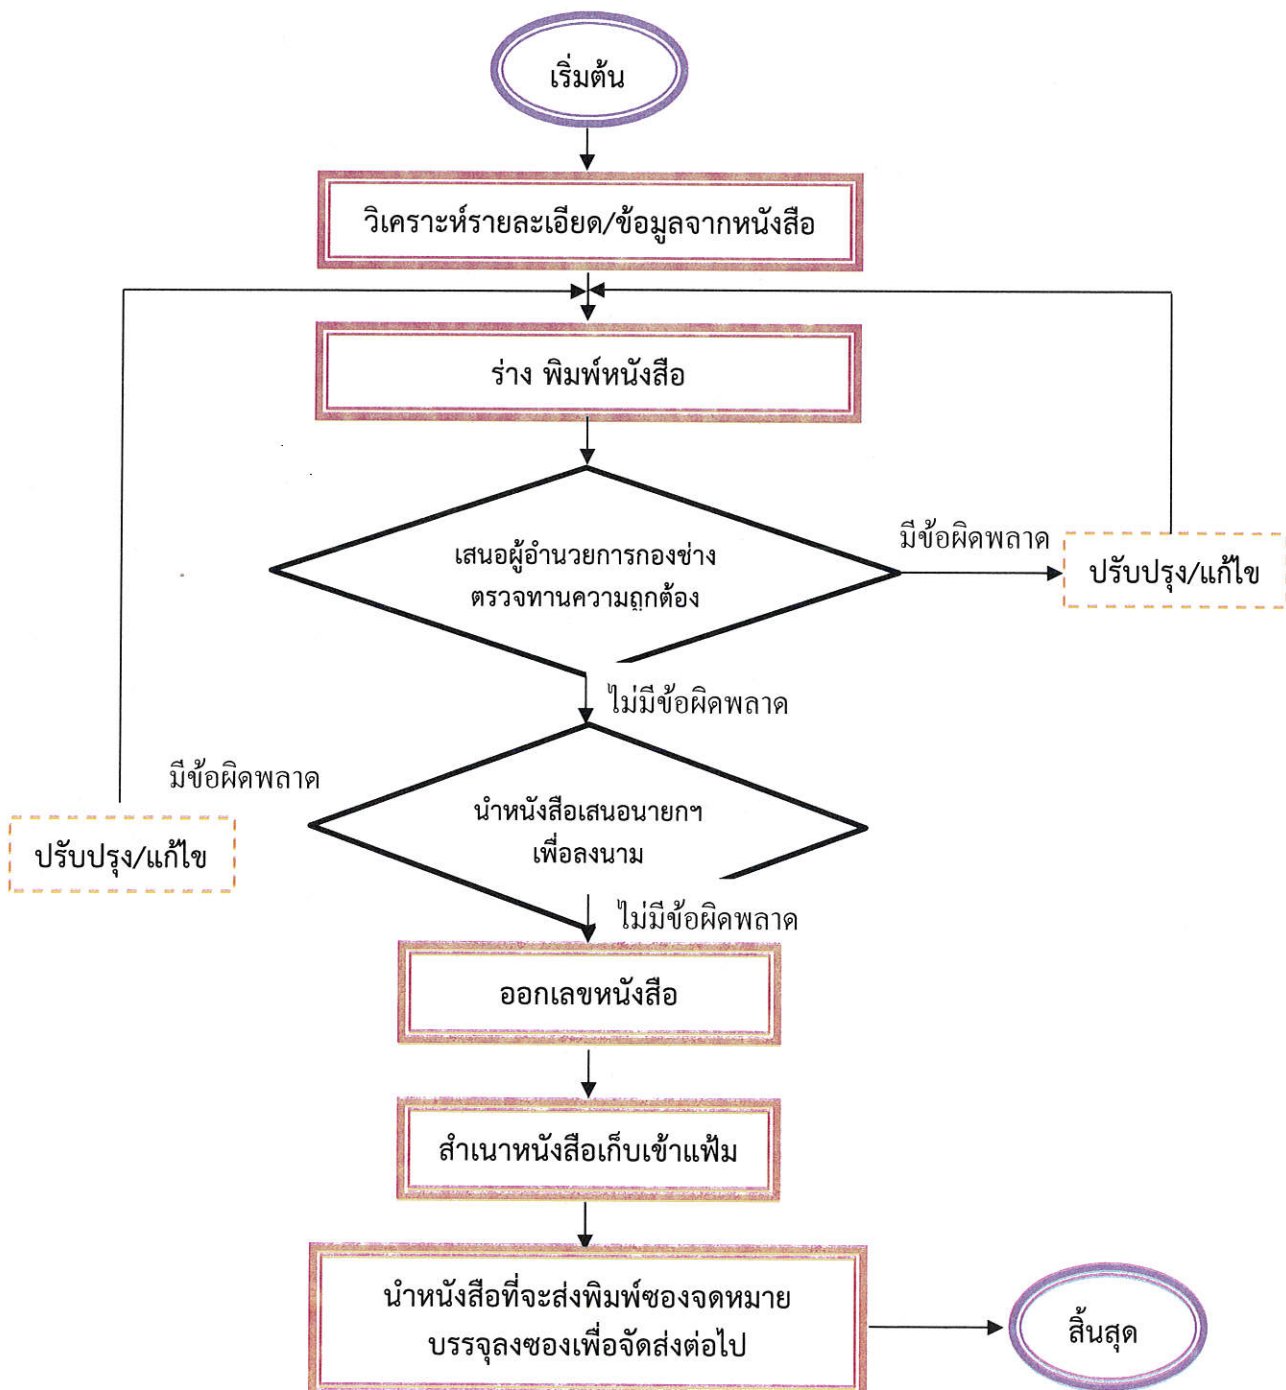 เริ่มต้น
วิเคราะห์รายละเอียด/ข้อมูลจากหนังสือ
ร่าง พิมพ์หนังสือ
เสนอผู้อำนวยการกองช่าง
ตรวจทานความถูกต้อง
มีข้อผิดพลาด
ปรับปรุง/แก้ไข
ไม่มีข้อผิดพลาด
มีข้อผิดพลาด
นำหนังสือเสนอนายกฯ
เพื่อลงนาม
ปรับปรุง/แก้ไข
ไม่มีข้อผิดพลาด
ออกเลขหนังสือ
สำเนาหนังสือเก็บเข้าแฟ้ม
นำหนังสือที่จะส่งพิมพ์ซองจดหมาย
บรรจุลงซองเพื่อจัดส่งต่อไป
สิ้นสุด